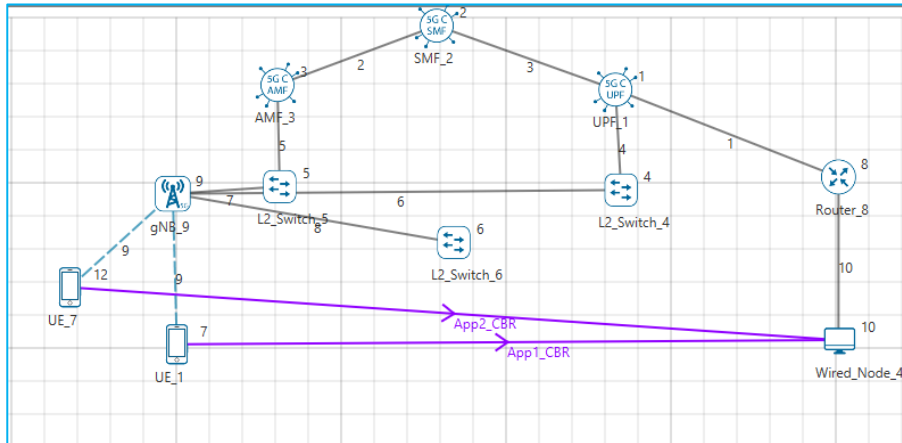 5G C
SMF
2
SMF_2
2
3
5G C
AMF
3
AMF_3
5G C
UPF
1
UPF_1
1
5
4
8
Router_8
9
gNB_9
7
5
L2_Switch_5
6
4
L2_Switch_4
8
6
L2_Switch_6
9
9
10
12
UE_7
App2_CBR
7
UE_1
App1_CBR
10
Wired_Node_4